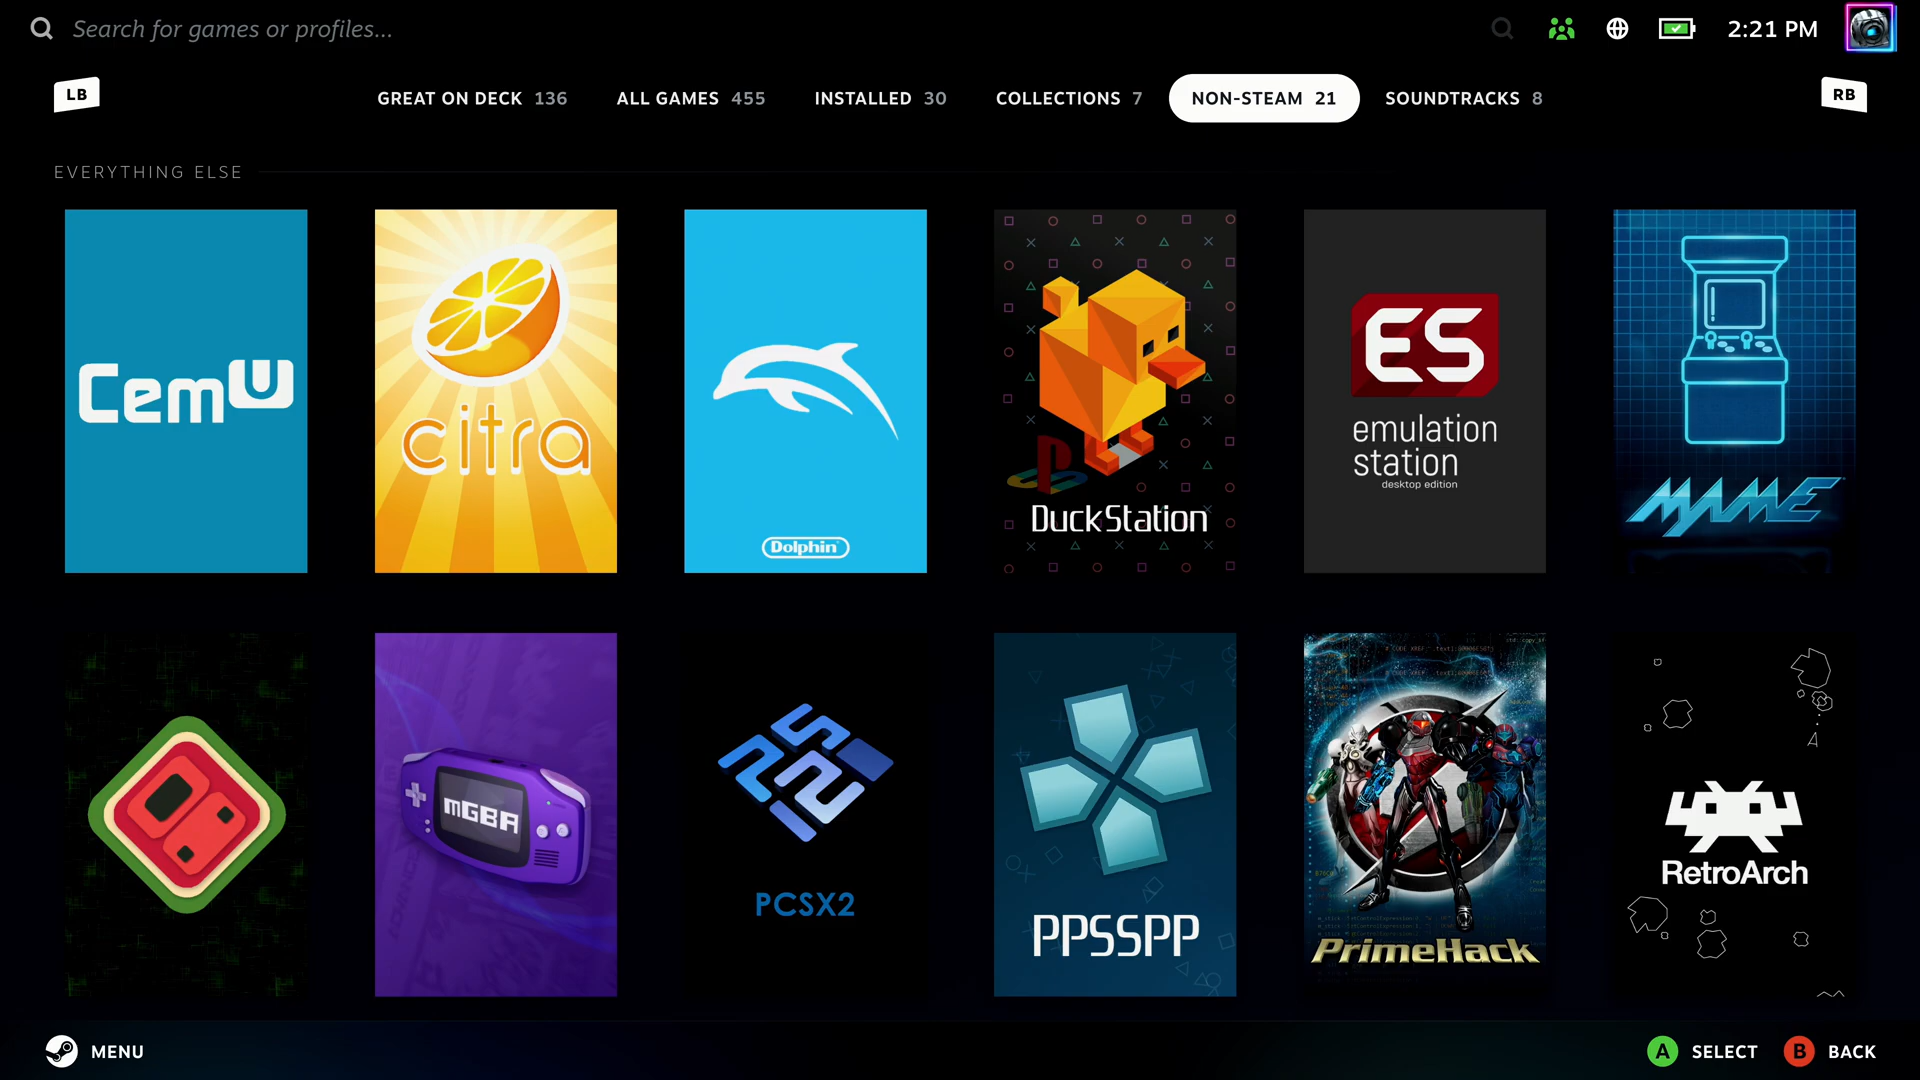 Search for games or profiles...
2:21 PM
LB
GREAT ON DECK 136
ALL GAMES 455
INSTALLED 30
COLLECTIONS 7
NON-STEAM 21
SOUNDTRACKS 8
RB
EVERYTHING ELSE
Cemu
citra
Dolphin
DuckStation
ES
emulation
station
desktop edition
MAME
mGBA
PCSX2
PPSSPP
PrimeHack
RetroArch
MENU
A SELECT
B BACK